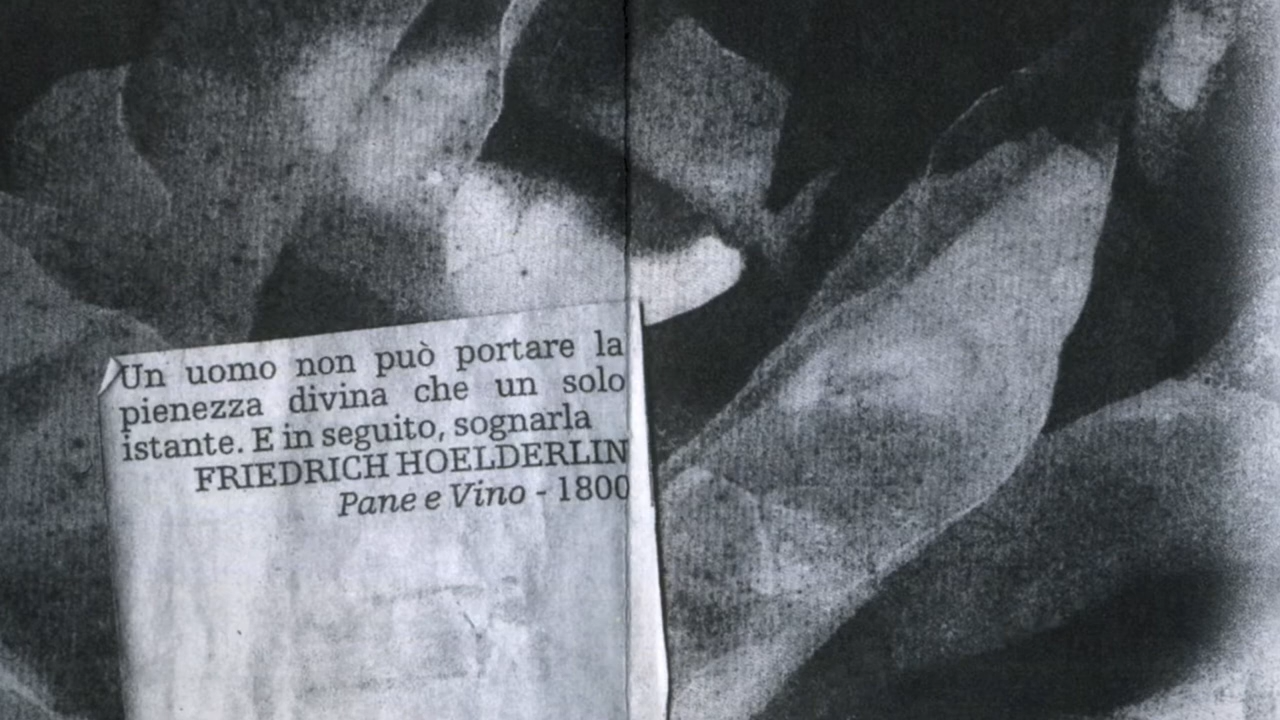 Un uomo non può portare la
pienezza divina che un solo
istante. E in seguito, sognarla
FRIEDRICH HOELDERLIN
Pane e Vino - 1800